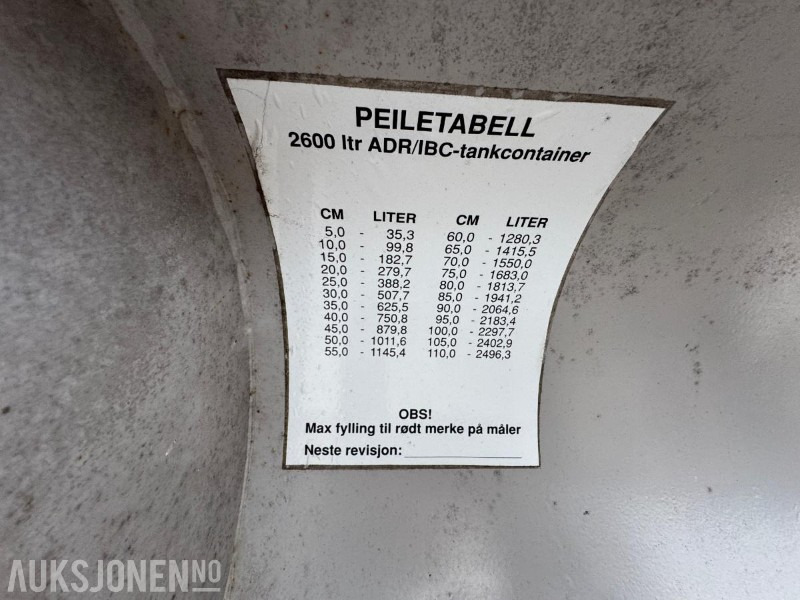 PEILETABELL
2600 ltr ADR/IBC-tankcontainer
CM LITER CM LITER
5,0 - 35,3 60,0 - 1280,3
10,0 - 99,8 65,0 - 1415,5
15,0 - 182,7 70,0 - 1550,0
20,0 - 279,7 75,0 - 1683,0
25,0 - 388,2 80,0 - 1813,7
30,0 - 507,7 85,0 - 1941,2
35,0 - 625,5 90,0 - 2064,6
40,0 - 750,8 95,0 - 2183,4
45,0 - 879,8 100,0 - 2297,7
50,0 - 1011,6 105,0 - 2402,9
55,0 - 1145,4 110,0 - 2496,3
OBS!
Max fylling til rødt merke på måler
Neste revisjon:
AUKSJONEN.NO